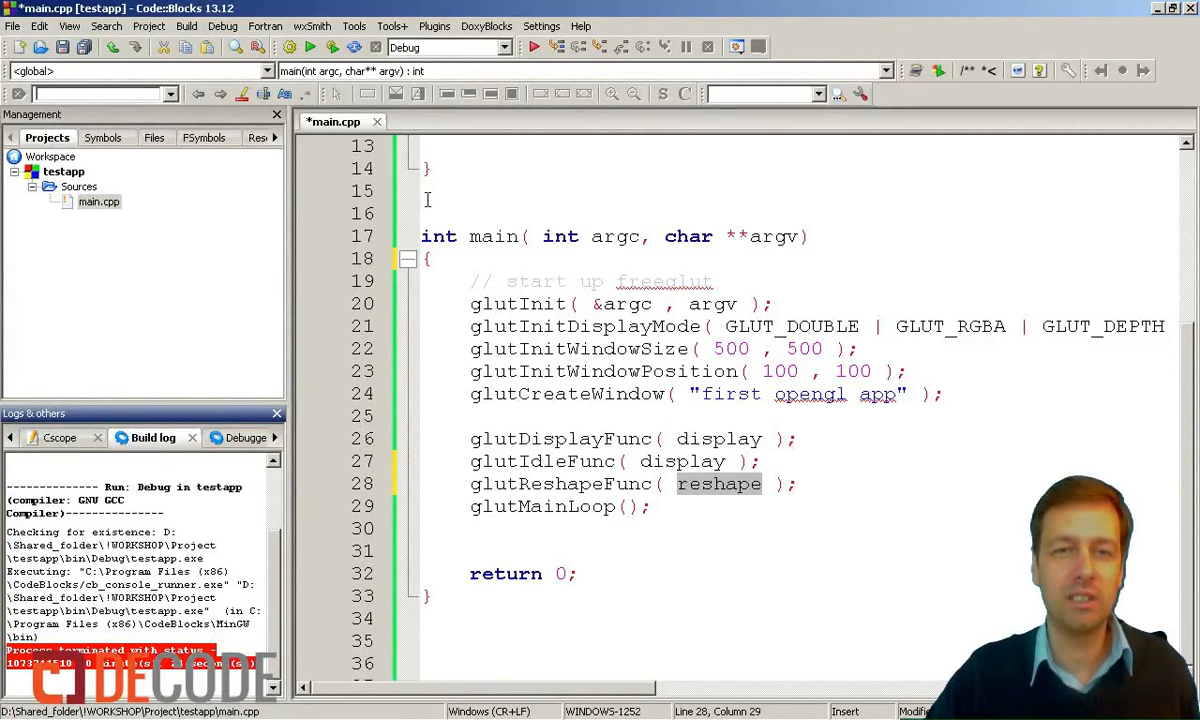 *main.cpp [testapp] - Code::Blocks 13.12
File Edit View Search Project Build Debug Fortran wxSmith Tools Tools+ Plugins DoxyBlocks Settings Help
Debug
<global> main(int argc, char** argv) : int
/** *<
S C
Management
Projects Symbols Files FSymbols Resi
Workspace
testapp
Sources
main.cpp
*main.cpp
13
14 }
15
16
17 int main( int argc, char **argv)
18 {
19 // start up freeglut
20 glutInit( &argc , argv );
21 glutInitDisplayMode( GLUT_DOUBLE | GLUT_RGBA | GLUT_DEPTH
22 glutInitWindowSize( 500 , 500 );
23 glutInitWindowPosition( 100 , 100 );
24 glutCreateWindow( "first opengl app" );
25
26 glutDisplayFunc( display );
27 glutIdleFunc( display );
28 glutReshapeFunc( reshape );
29 glutMainLoop();
30
31
32 return 0;
33 }
34
35
36
Logs & others
Cscope Build log Debugge
-------------- Run: Debug in testapp
(compiler: GNU GCC
Compiler)---------------
Checking for existence: D:
\Shared_folder\!WORKSHOP\Project
\testapp\bin\Debug\testapp.exe
Executing: "C:\Program Files (x86)
\CodeBlocks/cb_console_runner.exe" "D:
\Shared_folder\!WORKSHOP\Project
\testapp\bin\Debug\testapp.exe" (in C:
\Program Files (x86)\CodeBlocks\MinGW
\bin)
Process terminated with status -
DECODE
D:\Shared_folder\!WORKSHOP\Project\testapp\main.cpp Windows (CR+LF) WINDOWS-1252 Line 28, Column 29 Insert